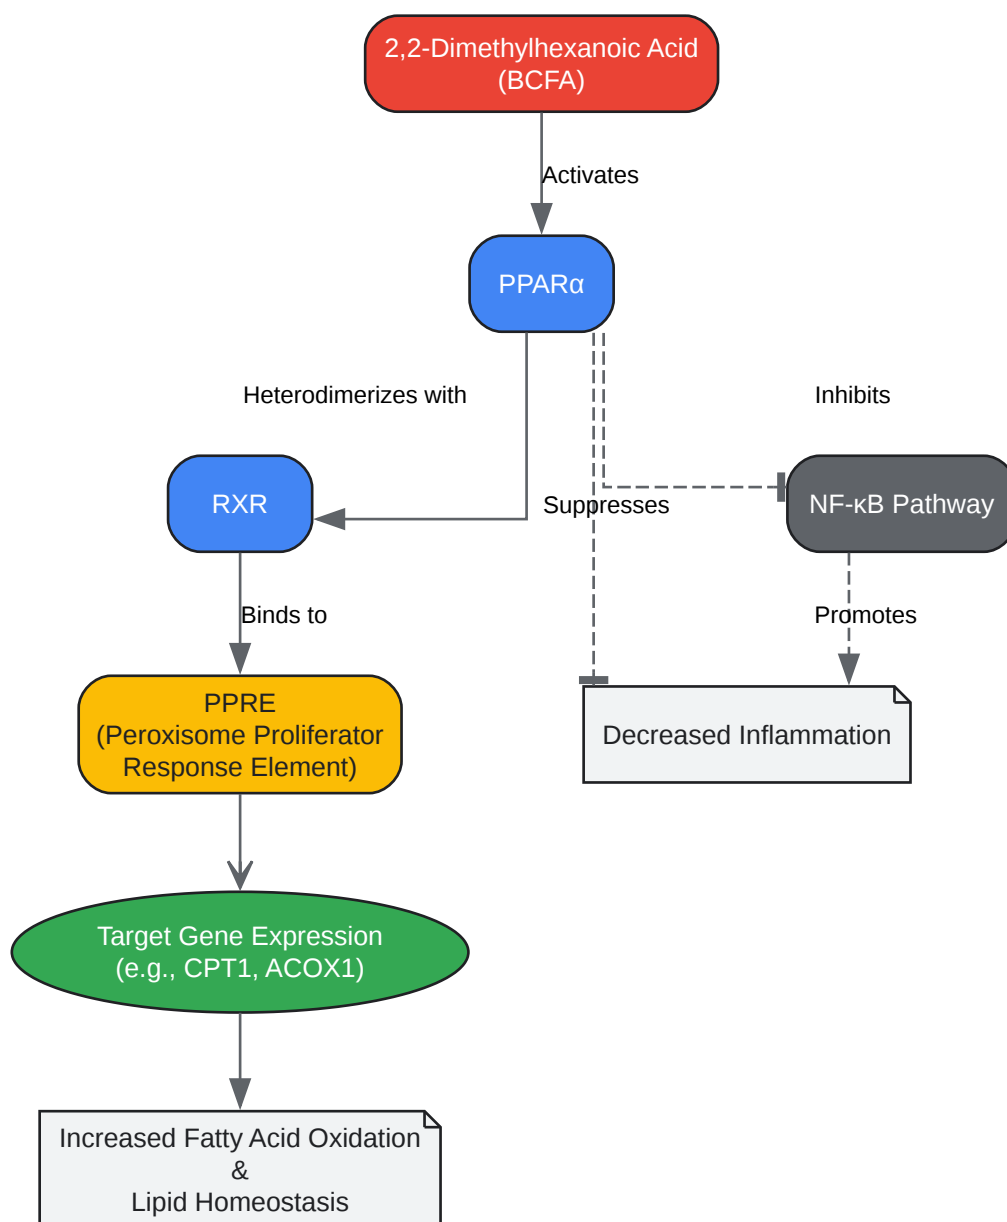 2,2-Dimethylhexanoic Acid
(BCFA)
Activates
PPARα
Heterodimerizes with
Inhibits
RXR
Suppresses
NF-κB Pathway
Binds to
Promotes
PPRE
(Peroxisome Proliferator
Response Element)
Decreased Inflammation
Target Gene Expression
(e.g., CPT1, ACOX1)
Increased Fatty Acid Oxidation
&
Lipid Homeostasis